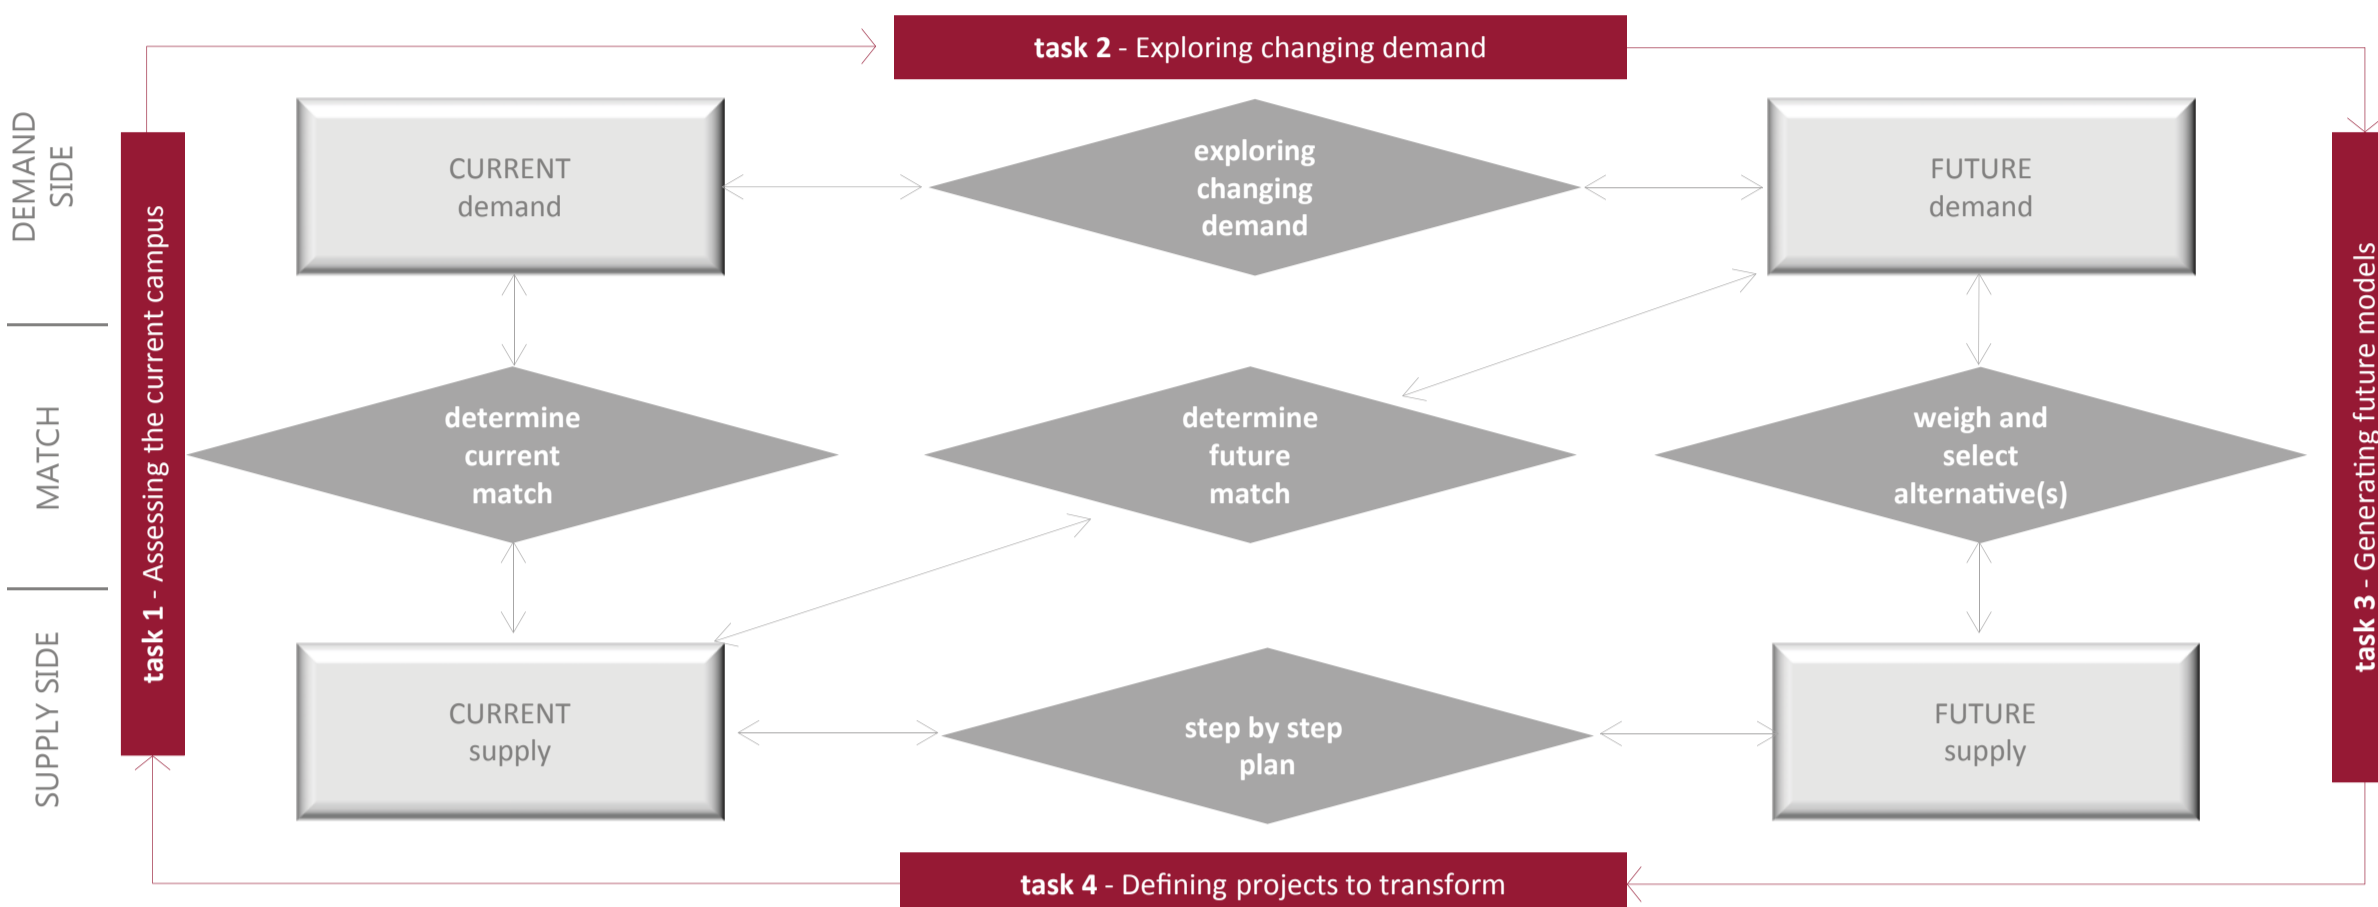 task 2 - Exploring changing demand
DEMAND
SIDE
MATCH
SUPPLY SIDE
task 1 - Assessing the current campus
CURRENT
demand
exploring
changing
demand
FUTURE
demand
determine
current
match
determine
future
match
weigh and
select
alternative(s)
CURRENT
supply
step by step
plan
FUTURE
supply
task 3 - Generating future models
task 4 - Defining projects to transform